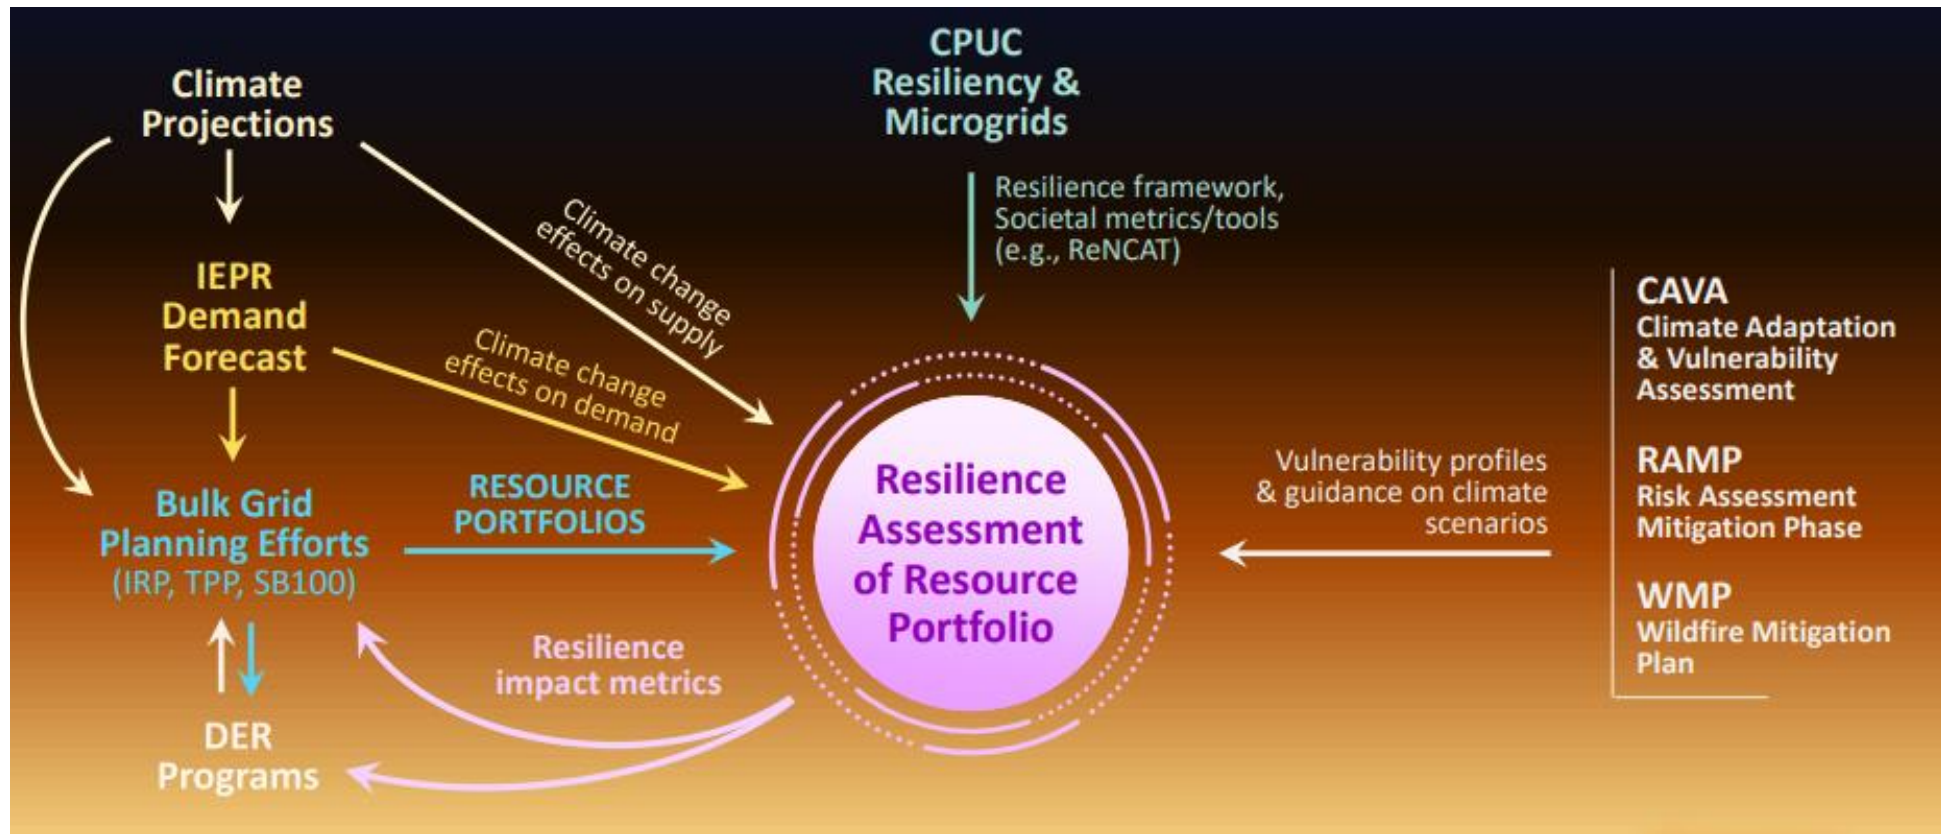 Climate
Projections
CPUC
Resiliency &
Microgrids
Climate change
effects on supply
Resilience framework,
Societal metrics/tools
(e.g., ReNCAT)
IEPR
Demand
Forecast
Climate change
effects on demand
CAVA
Climate Adaptation
& Vulnerability
Assessment
RAMP
Risk Assessment
Mitigation Phase
WMP
Wildfire Mitigation
Plan
Vulnerability profiles
& guidance on climate
scenarios
Bulk Grid
Planning Efforts
(IRP, TPP, SB100)
RESOURCE
PORTFOLIOS
Resilience
Assessment
of Resource
Portfolio
Resilience
impact metrics
DER
Programs